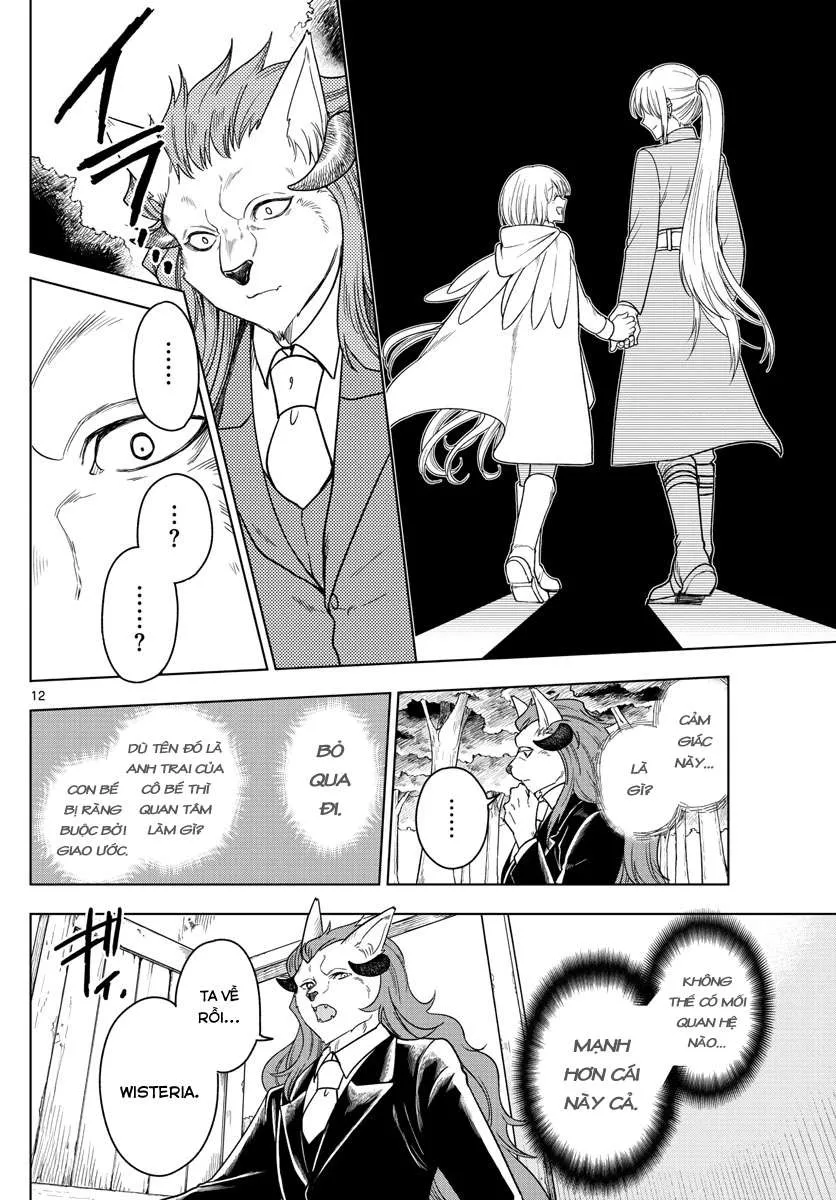 ……
…?
……?
12
CẢM
GIÁC
NÀY...
LÀ
GÌ?
…
BỎ
QUA
ĐI.
DÙ TÊN ĐÓ LÀ
ANH TRAI CỦA
CÔ BÉ THÌ
QUAN TÂM
LÀM GÌ?
CON BÉ
BỊ RÀNG
BUỘC BỞI
GIAO ƯỚC.
KHÔNG
THỂ CÓ MỐI
QUAN HỆ
NÀO...
MẠNH
HƠN CÁI
NÀY CẢ.
ギイ
TA VỀ
RỒI...
WISTERIA.